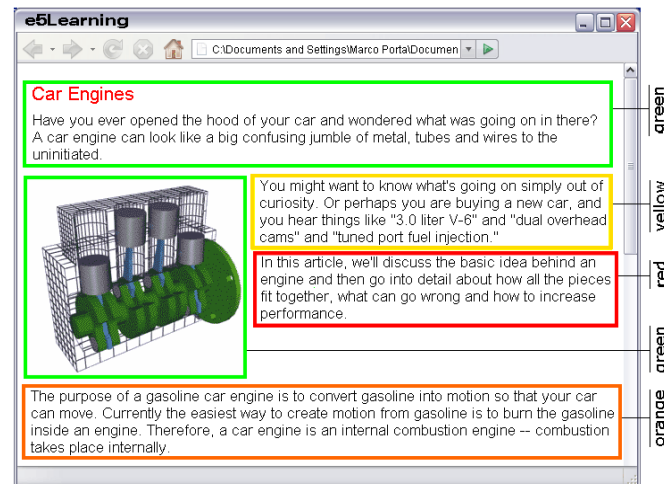 e5Learning
C:\Documents and Settings\Marco Porta\Documen
Car Engines
Have you ever opened the hood of your car and wondered what was going on in there?
A car engine can look like a big confusing jumble of metal, tubes and wires to the
uninitiated.
green
You might want to know what's going on simply out of
curiosity. Or perhaps you are buying a new car, and
you hear things like "3.0 liter V-6" and "dual overhead
cams" and "tuned port fuel injection."
yellow
In this article, we'll discuss the basic idea behind an
engine and then go into detail about how all the pieces
fit together, what can go wrong and how to increase
performance.
red
green
The purpose of a gasoline car engine is to convert gasoline into motion so that your car
can move. Currently the easiest way to create motion from gasoline is to burn the gasoline
inside an engine. Therefore, a car engine is an internal combustion engine -- combustion
takes place internally.
orange